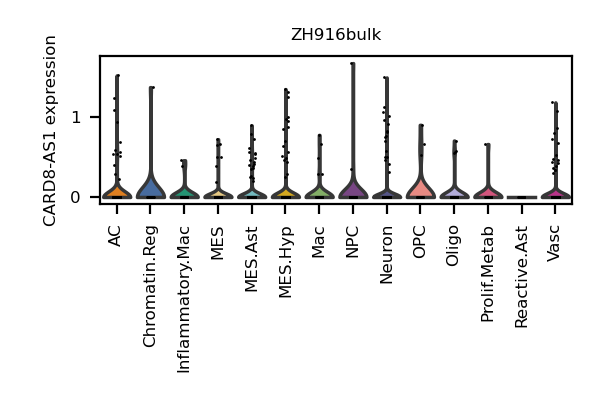 ZH916bulk
CARD8-AS1 expression
1
0
AC
Chromatin.Reg
Inflammatory.Mac
MES
MES.Ast
MES.Hyp
Mac
NPC
Neuron
OPC
Oligo
Prolif.Metab
Reactive.Ast
Vasc